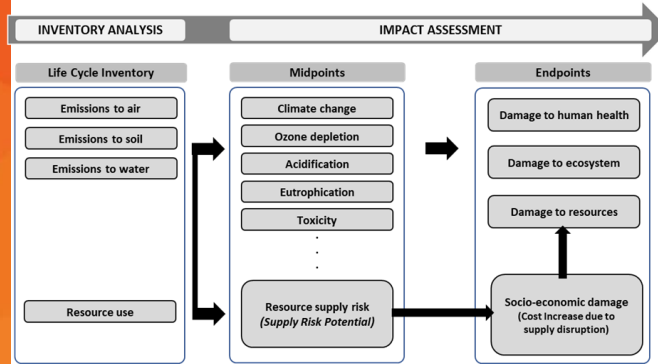 INVENTORY ANALYSIS
IMPACT ASSESSMENT
Life Cycle Inventory
Emissions to air
Emissions to soil
Emissions to water
Resource use
Midpoints
Climate change
Ozone depletion
Acidification
Eutrophication
Toxicity
.
.
.
Resource supply risk
(Supply Risk Potential)
Endpoints
Damage to human health
Damage to ecosystem
Damage to resources
Socio-economic damage
(Cost Increase due to
supply disruption)